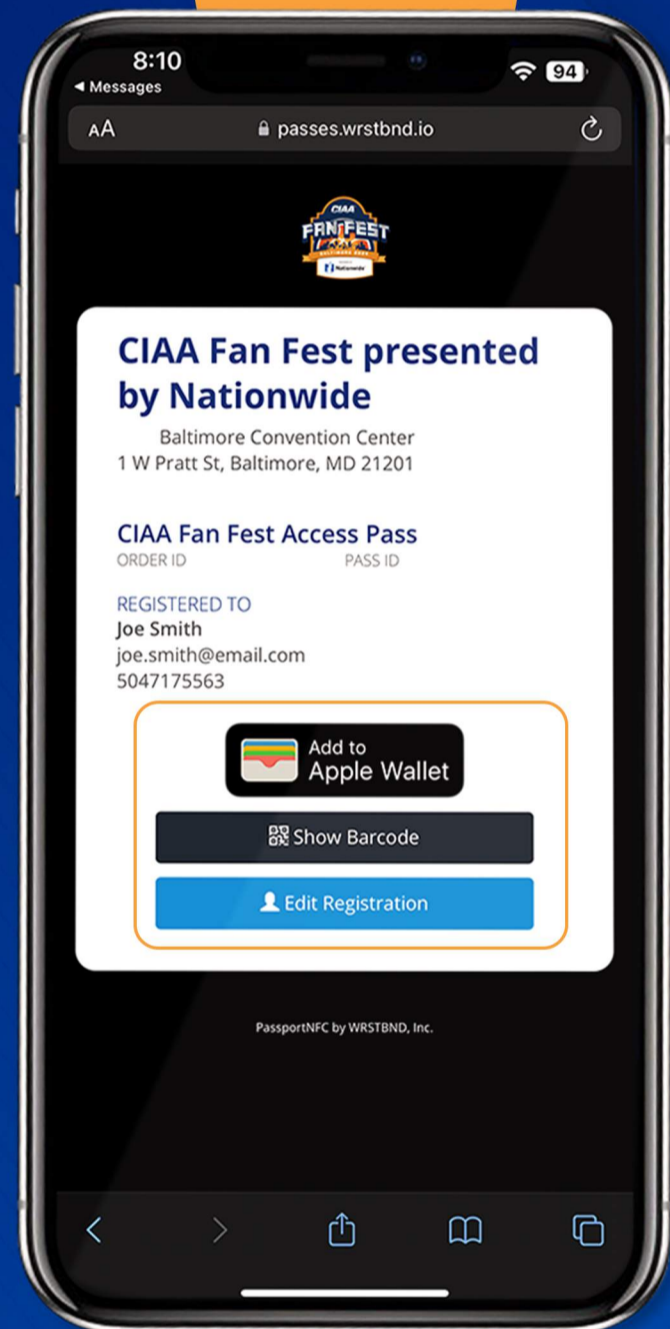 8:10
◀ Messages
94
AA
passes.wrstbnd.io
CIAA
FAN FEST
Nationwide
CIAA Fan Fest presented
by Nationwide
Baltimore Convention Center
1 W Pratt St, Baltimore, MD 21201
CIAA Fan Fest Access Pass
ORDER ID PASS ID
REGISTERED TO
Joe Smith
joe.smith@email.com
5047175563
Add to
Apple Wallet
Show Barcode
Edit Registration
PassportNFC by WRSTBND, Inc.